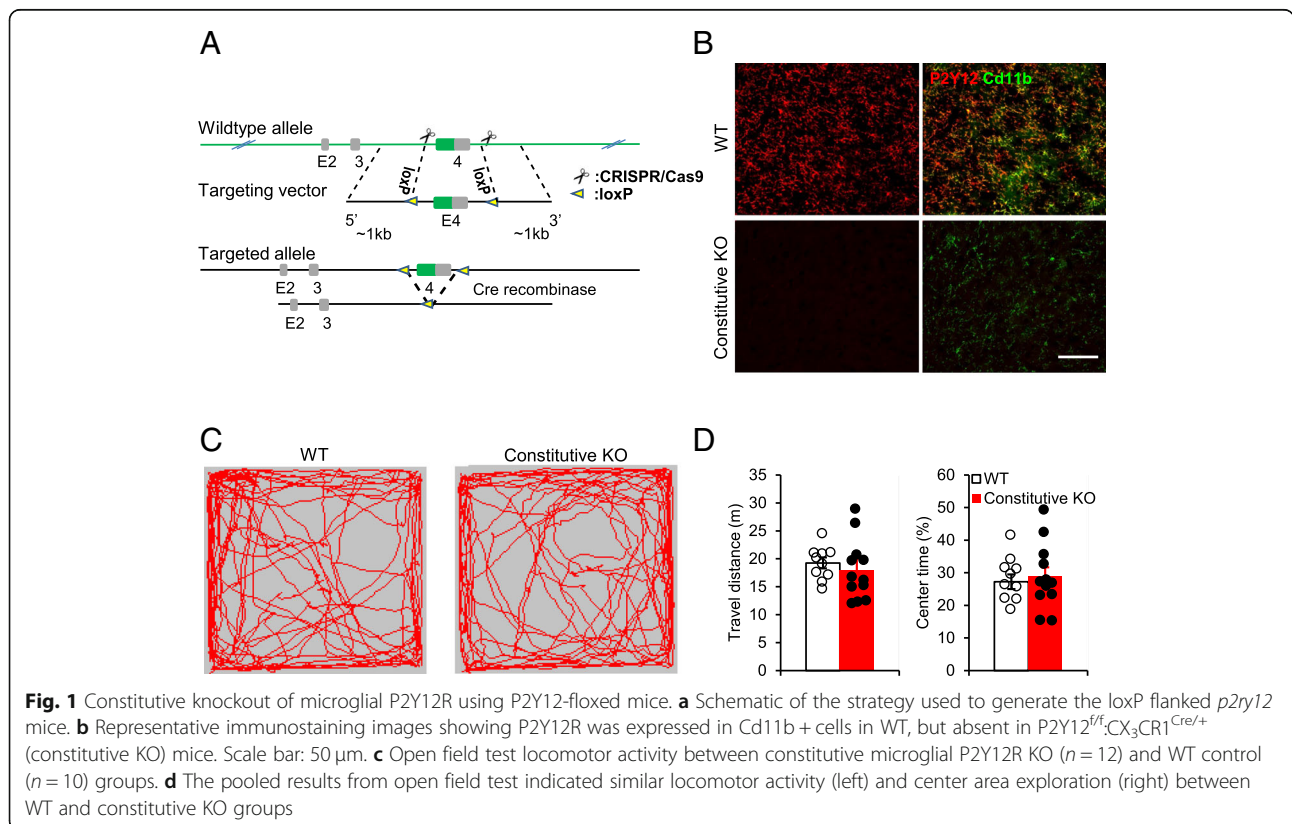 A
Wildtype allele
E2 3 4
loxP loxP
✂:CRISPR/Cas9
:loxP
Targeting vector
5’ E4 3’
~1kb ~1kb
Targeted allele
E2 3 4 Cre recombinase
E2 3
B
P2Y12 Cd11b
WT
Constitutive KO
C
WT Constitutive KO
D
Travel distance (m)
35
30
25
20
15
10
5
0
Center time (%)
60
50
40
30
20
10
0
WT
Constitutive KO
Fig. 1 Constitutive knockout of microglial P2Y12R using P2Y12-floxed mice. a Schematic of the strategy used to generate the loxP flanked p2ry12
mice. b Representative immunostaining images showing P2Y12R was expressed in Cd11b + cells in WT, but absent in P2Y12f/f:CX3CR1Cre/+
(constitutive KO) mice. Scale bar: 50 μm. c Open field test locomotor activity between constitutive microglial P2Y12R KO (n = 12) and WT control
(n = 10) groups. d The pooled results from open field test indicated similar locomotor activity (left) and center area exploration (right) between
WT and constitutive KO groups